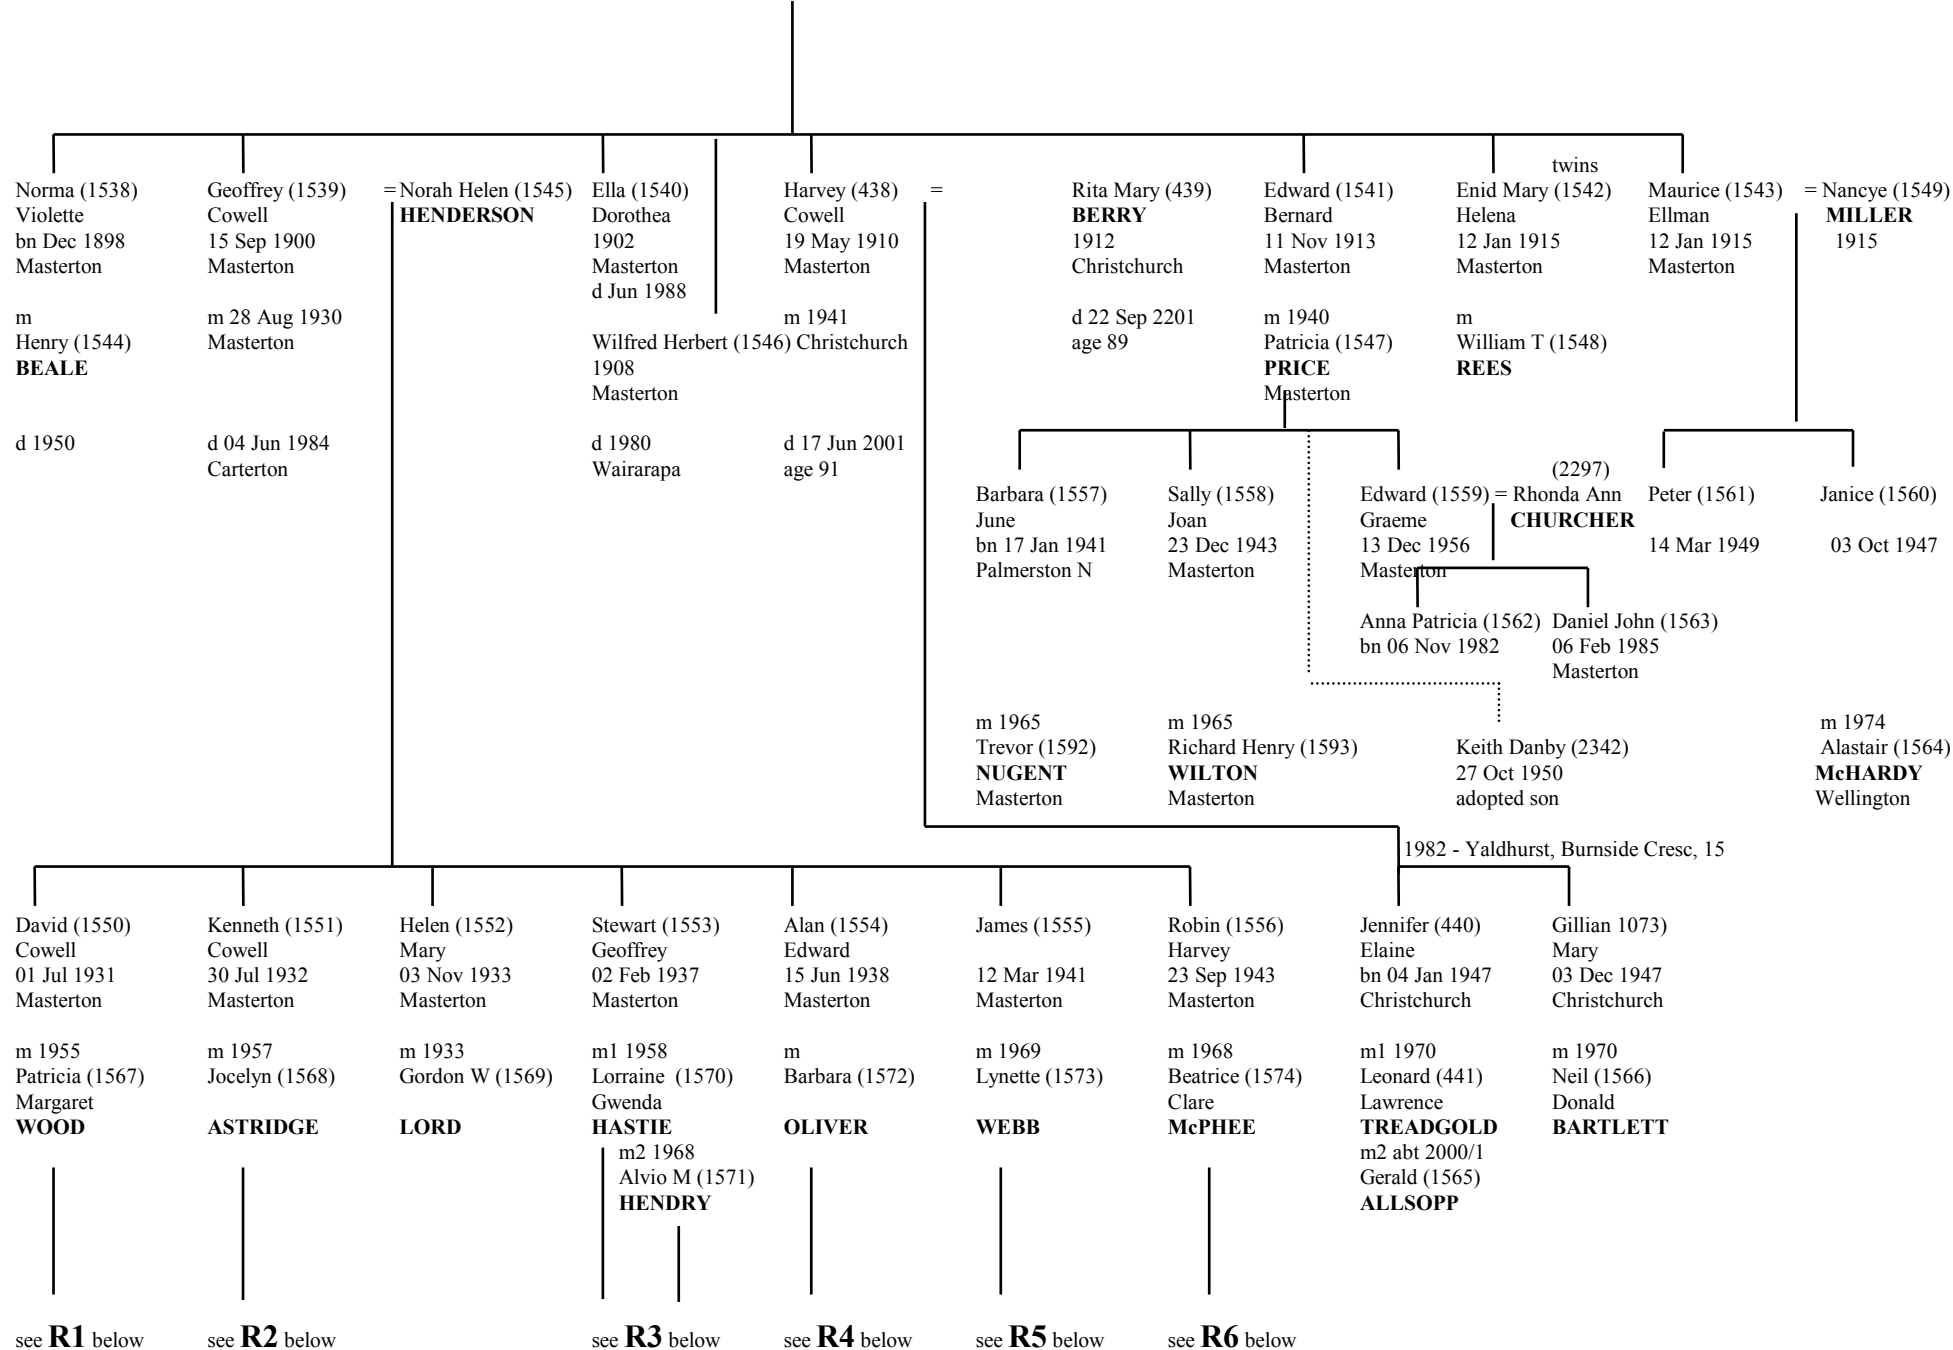 twins
Norma (1538)
Violette
bn Dec 1898
Masterton
m
Henry (1544)
BEALE
d 1950
Geoffrey (1539)
Cowell
15 Sep 1900
Masterton
m 28 Aug 1930
Masterton
d 04 Jun 1984
Carterton
= Norah Helen (1545)
HENDERSON
Ella (1540)
Dorothea
1902
Masterton
d Jun 1988
Wilfred Herbert (1546)
1908
Masterton
d 1980
Wairarapa
Harvey (438)
Cowell
19 May 1910
Masterton
m 1941
Christchurch
d 17 Jun 2001
age 91
=
Rita Mary (439)
BERRY
1912
Christchurch
d 22 Sep 2201
age 89
Edward (1541)
Bernard
11 Nov 1913
Masterton
m 1940
Patricia (1547)
PRICE
Masterton
Enid Mary (1542)
Helena
12 Jan 1915
Masterton
m
William T (1548)
REES
Maurice (1543)
Ellman
12 Jan 1915
Masterton
= Nancye (1549)
MILLER
1915
Barbara (1557)
June
bn 17 Jan 1941
Palmerston N
m 1965
Trevor (1592)
NUGENT
Masterton
Sally (1558)
Joan
23 Dec 1943
Masterton
m 1965
Richard Henry (1593)
WILTON
Masterton
Edward (1559)
Graeme
13 Dec 1956
Masterton
(2297)
= Rhonda Ann
CHURCHER
Peter (1561)
14 Mar 1949
Janice (1560)
03 Oct 1947
m 1974
Alastair (1564)
McHARDY
Wellington
Anna Patricia (1562)
bn 06 Nov 1982
Daniel John (1563)
06 Feb 1985
Masterton
Keith Danby (2342)
27 Oct 1950
adopted son
1982 - Yaldhurst, Burnside Cresc, 15
David (1550)
Cowell
01 Jul 1931
Masterton
m 1955
Patricia (1567)
Margaret
WOOD
see R1 below
Kenneth (1551)
Cowell
30 Jul 1932
Masterton
m 1957
Jocelyn (1568)
ASTRIDGE
see R2 below
Helen (1552)
Mary
03 Nov 1933
Masterton
m 1933
Gordon W (1569)
LORD
Stewart (1553)
Geoffrey
02 Feb 1937
Masterton
m1 1958
Lorraine (1570)
Gwenda
HASTIE
m2 1968
Alvio M (1571)
HENDRY
see R3 below
Alan (1554)
Edward
15 Jun 1938
Masterton
m
Barbara (1572)
OLIVER
see R4 below
James (1555)
12 Mar 1941
Masterton
m 1969
Lynette (1573)
WEBB
see R5 below
Robin (1556)
Harvey
23 Sep 1943
Masterton
m 1968
Beatrice (1574)
Clare
McPHEE
see R6 below
Jennifer (440)
Elaine
bn 04 Jan 1947
Christchurch
m1 1970
Leonard (441)
Lawrence
TREADGOLD
m2 abt 2000/1
Gerald (1565)
ALLSOPP
Gillian 1073)
Mary
03 Dec 1947
Christchurch
m 1970
Neil (1566)
Donald
BARTLETT